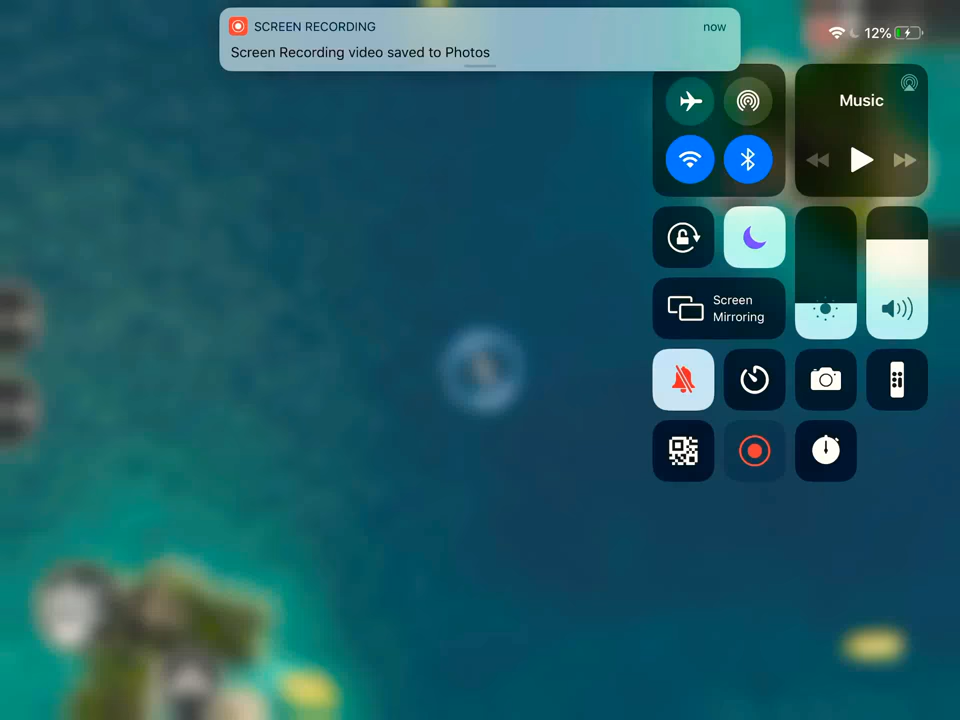 SCREEN RECORDING
now
Screen Recording video saved to Photos
12%
Music
Screen
Mirroring